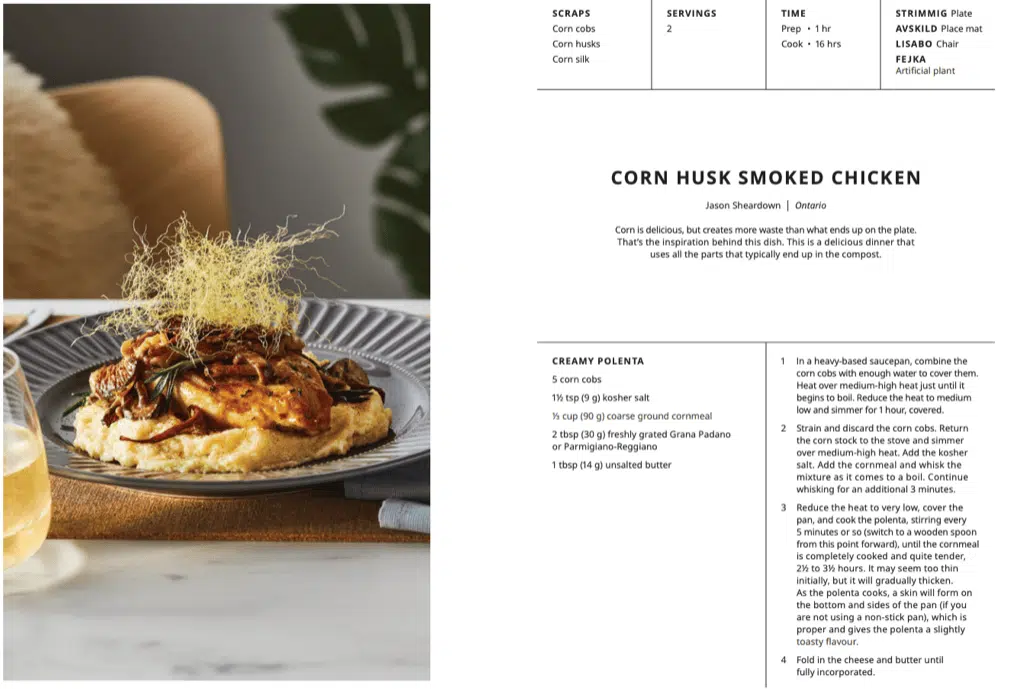 SCRAPS
Corn cobs
Corn husks
Corn silk
SERVINGS
2
TIME
Prep • 1 hr
Cook • 16 hrs
STRIMMIG Plate
AVSKILD Place mat
LISABO Chair
FEJKA
Artificial plant
CORN HUSK SMOKED CHICKEN
Jason Sheardown | Ontario
Corn is delicious, but creates more waste than what ends up on the plate.
That's the inspiration behind this dish. This is a delicious dinner that
uses all the parts that typically end up in the compost.
CREAMY POLENTA
5 corn cobs
1½ tsp (9 g) kosher salt
½ cup (90 g) coarse ground cornmeal
2 tbsp (30 g) freshly grated Grana Padano
or Parmigiano-Reggiano
1 tbsp (14 g) unsalted butter
1 In a heavy-based saucepan, combine the
corn cobs with enough water to cover them.
Heat over medium-high heat just until it
begins to boil. Reduce the heat to medium
low and simmer for 1 hour, covered.
2 Strain and discard the corn cobs. Return
the corn stock to the stove and simmer
over medium-high heat. Add the kosher
salt. Add the cornmeal and whisk the
mixture as it comes to a boil. Continue
whisking for an additional 3 minutes.
3 Reduce the heat to very low, cover the
pan, and cook the polenta, stirring every
5 minutes or so (switch to a wooden spoon
from this point forward), until the cornmeal
is completely cooked and quite tender,
2½ to 3½ hours. It may seem too thin
initially, but it will gradually thicken.
As the polenta cooks, a skin will form on
the bottom and sides of the pan (if you
are not using a non-stick pan), which is
proper and gives the polenta a slightly
toasty flavour.
4 Fold in the cheese and butter until
fully incorporated.